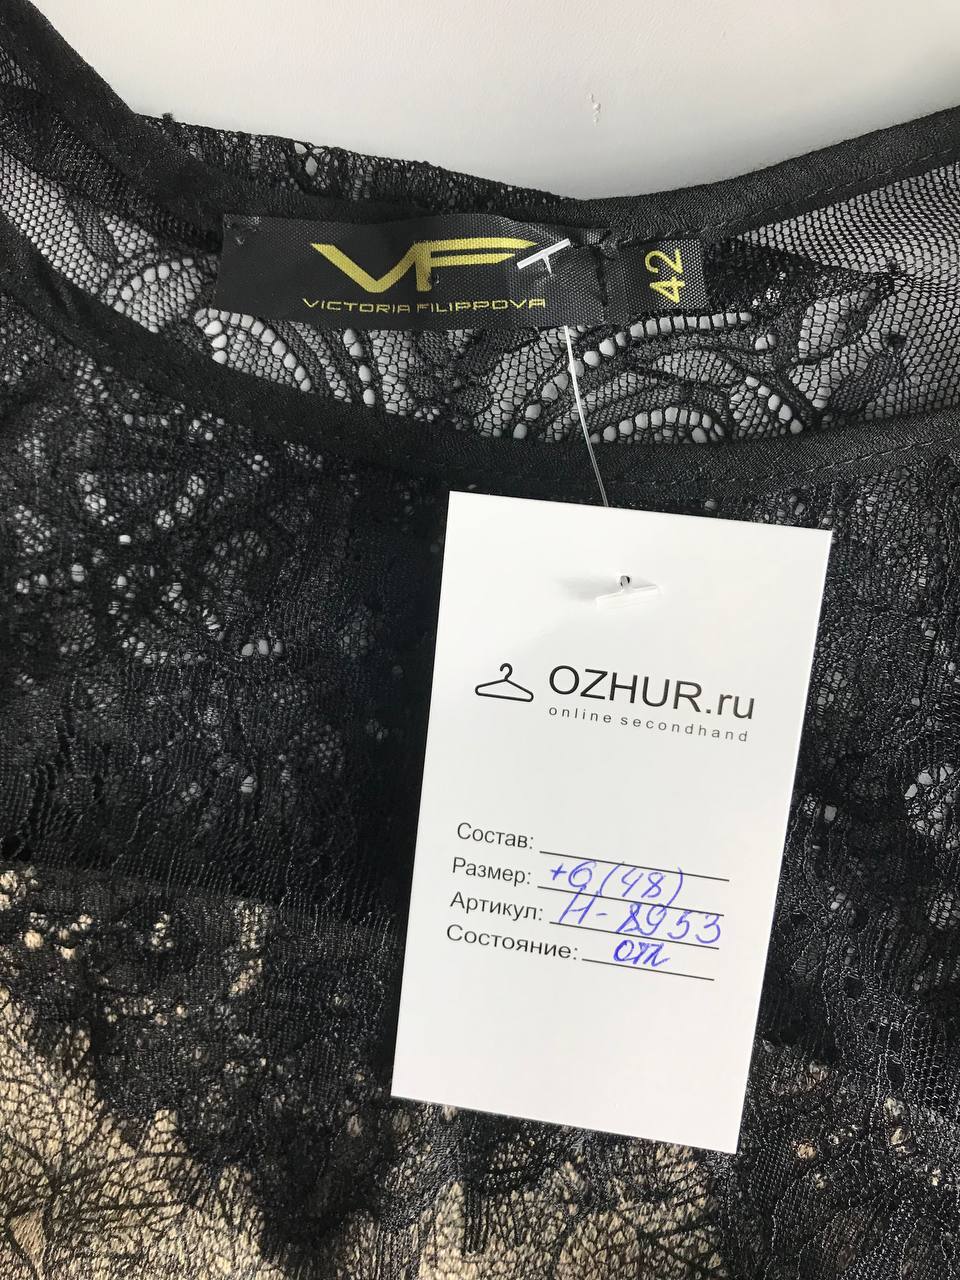 VF
VICTORIA FILIPPOVA
42
OZHUR.ru
online secondhand
Состав:
Размер: +6 (48)
Артикул: Н-8953
Состояние: отл